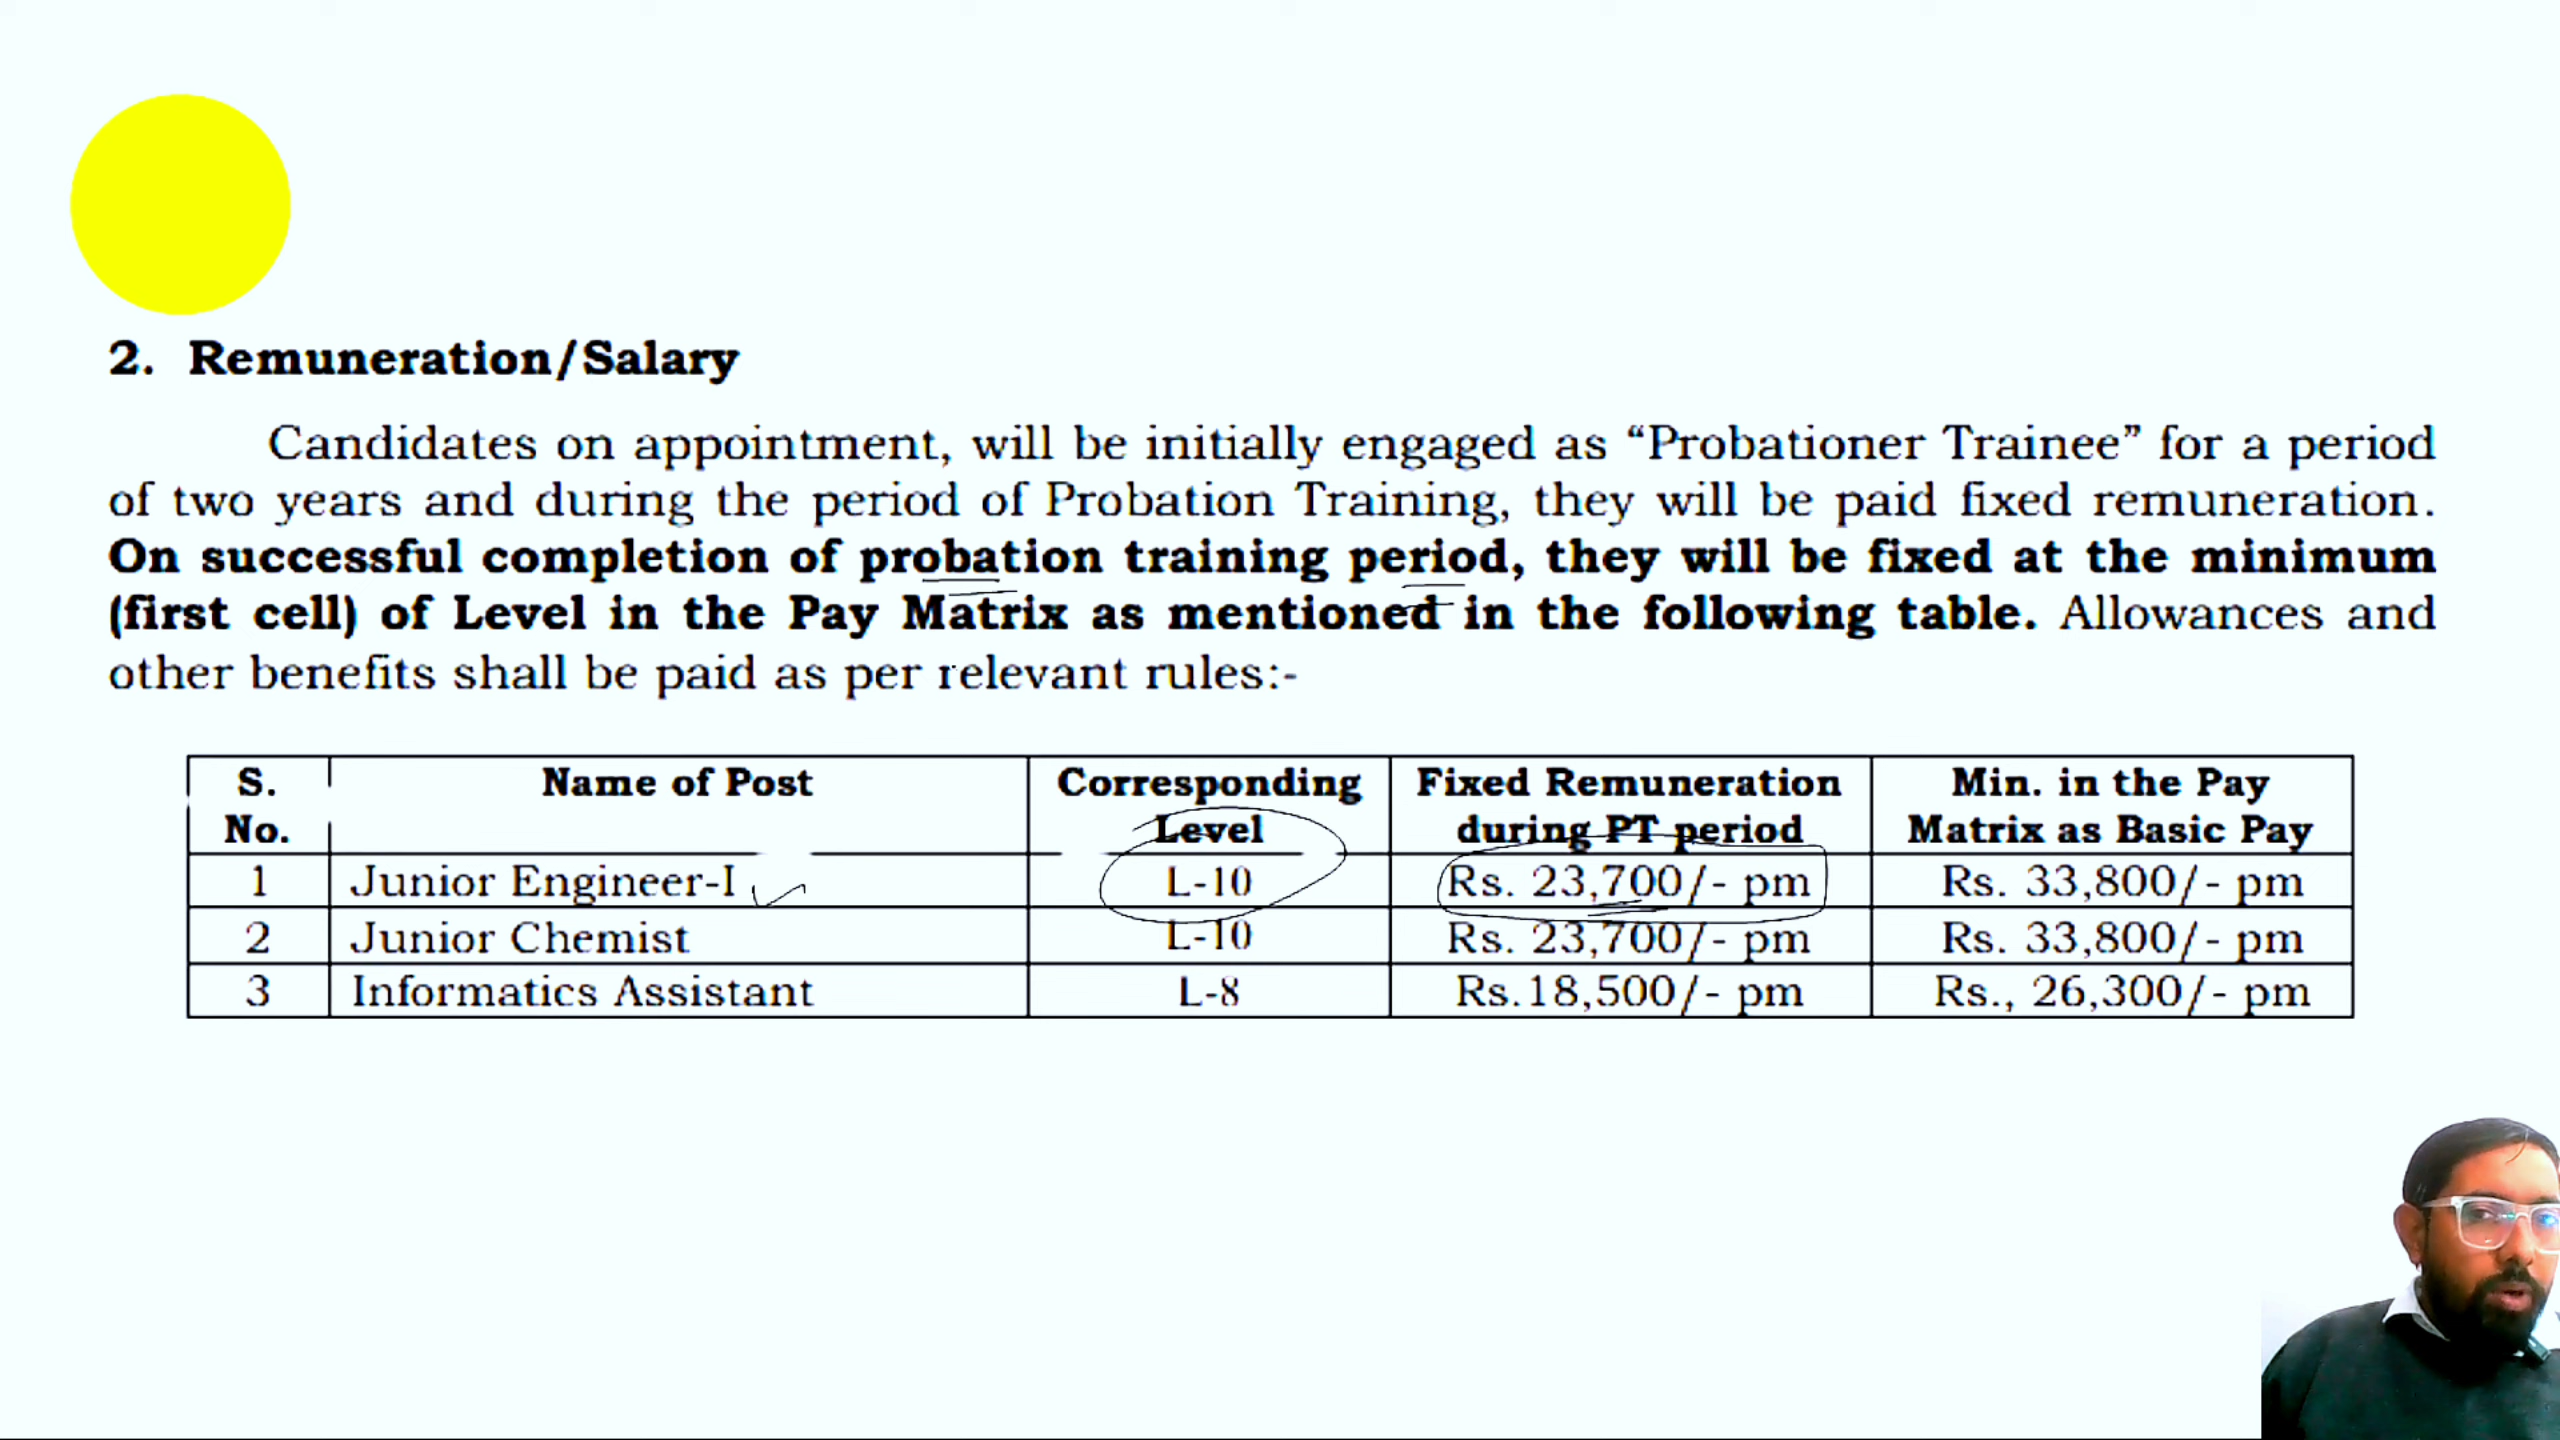 2. Remuneration/Salary
Candidates on appointment, will be initially engaged as “Probationer Trainee” for a period
of two years and during the period of Probation Training, they will be paid fixed remuneration.
On successful completion of probation training period, they will be fixed at the minimum
(first cell) of Level in the Pay Matrix as mentioned in the following table. Allowances and
other benefits shall be paid as per relevant rules:-
S. No. Name of Post Corresponding Level Fixed Remuneration during PT period Min. in the Pay Matrix as Basic Pay
1 Junior Engineer-I L-10 Rs. 23,700/- pm Rs. 33,800/- pm
2 Junior Chemist L-10 Rs. 23,700/- pm Rs. 33,800/- pm
3 Informatics Assistant L-8 Rs.18,500/- pm Rs., 26,300/- pm